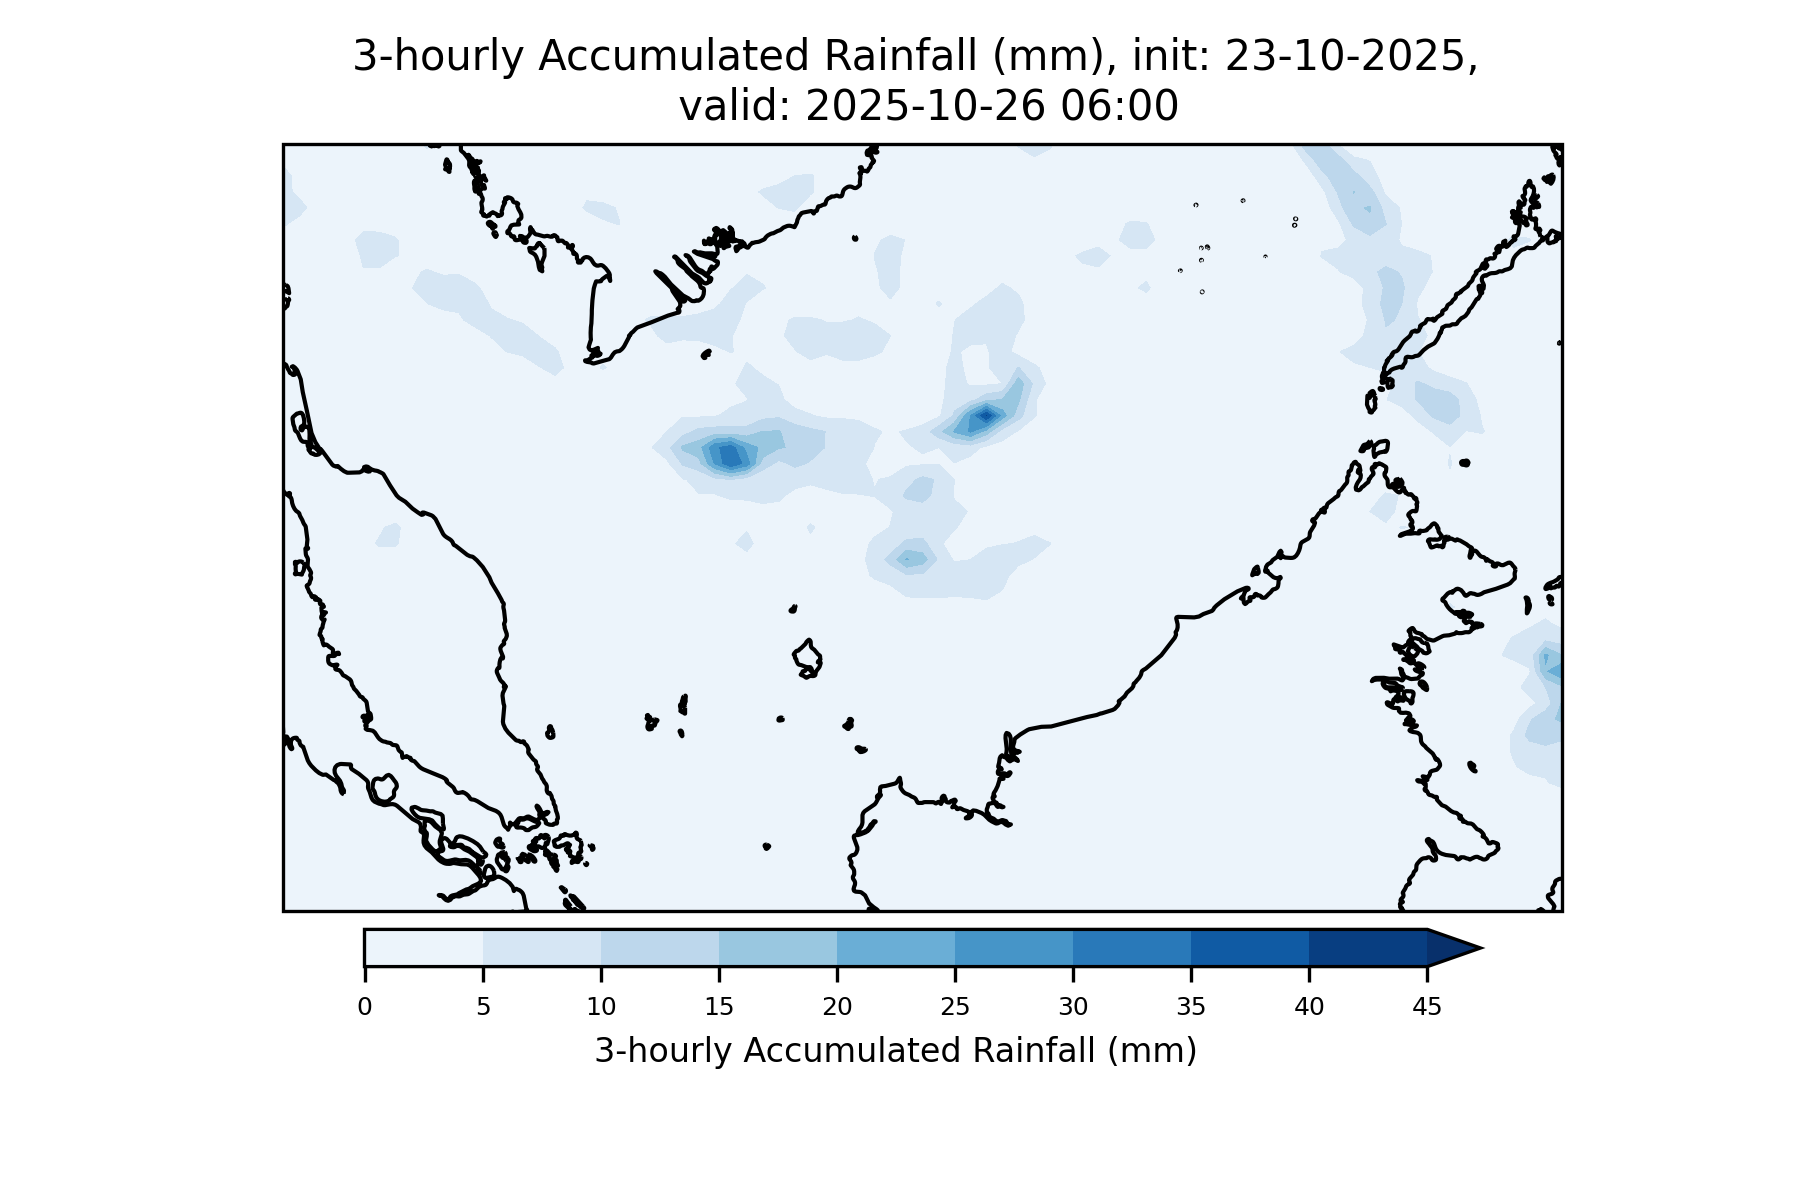 3-hourly Accumulated Rainfall (mm), init: 23-10-2025,
valid: 2025-10-26 06:00
0 5 10 15 20 25 30 35 40 45
3-hourly Accumulated Rainfall (mm)